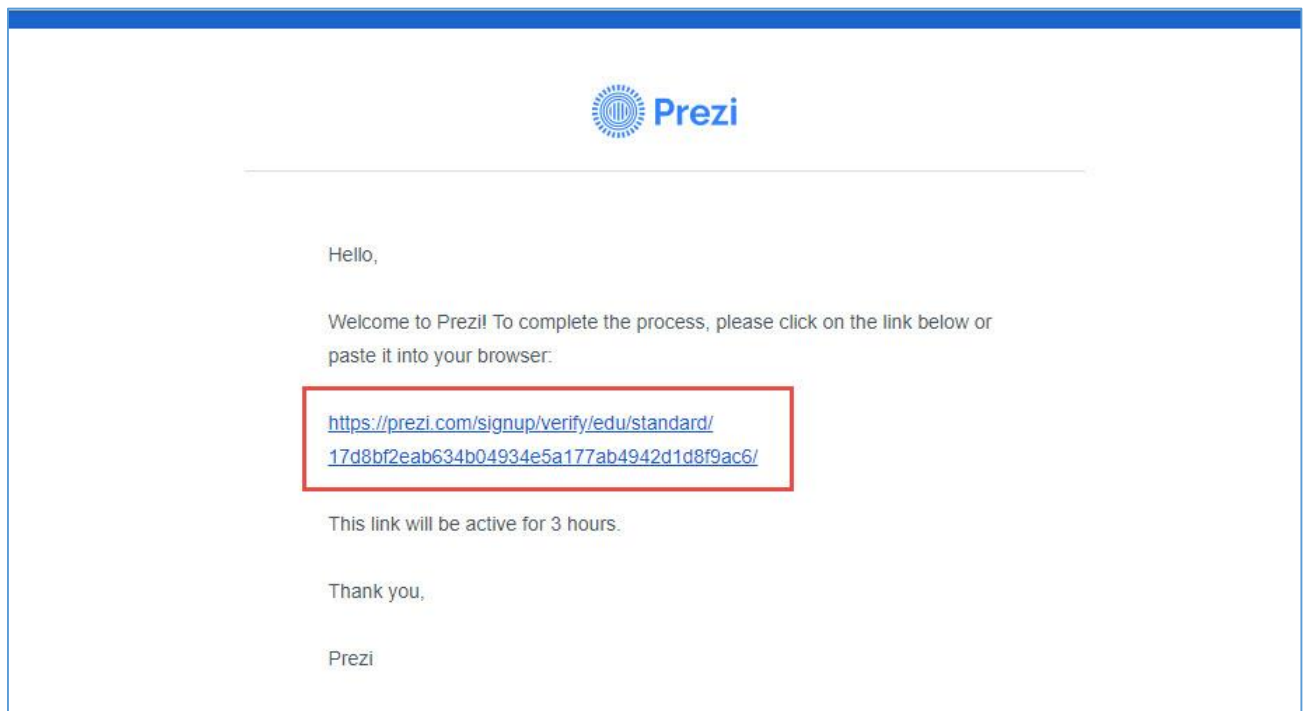 Prezi
Hello,
Welcome to Prezi! To complete the process, please click on the link below or
paste it into your browser:
https://prezi.com/signup/verify/edu/standard/
17d8bf2eab634b04934e5a177ab4942d1d8f9ac6/
This link will be active for 3 hours.
Thank you,
Prezi